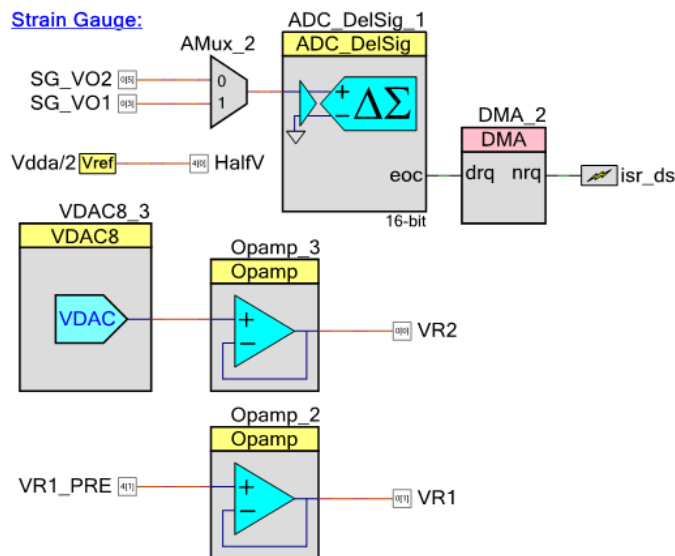 Strain Gauge:
ADC_DelSig_1
AMux_2
ADC_DelSig
SG_VO2 0[5] 0
SG_VO1 0[3] 1
+
-
ΔΣ
DMA_2
DMA
Vdda/2 Vref 4[0] HalfV
eoc
drq nrq
isr_ds
16-bit
VDAC8_3
VDAC8
Opamp_3
Opamp
VDAC
+
-
0[0] VR2
Opamp_2
Opamp
VR1_PRE 4[1]
+
-
0[1] VR1